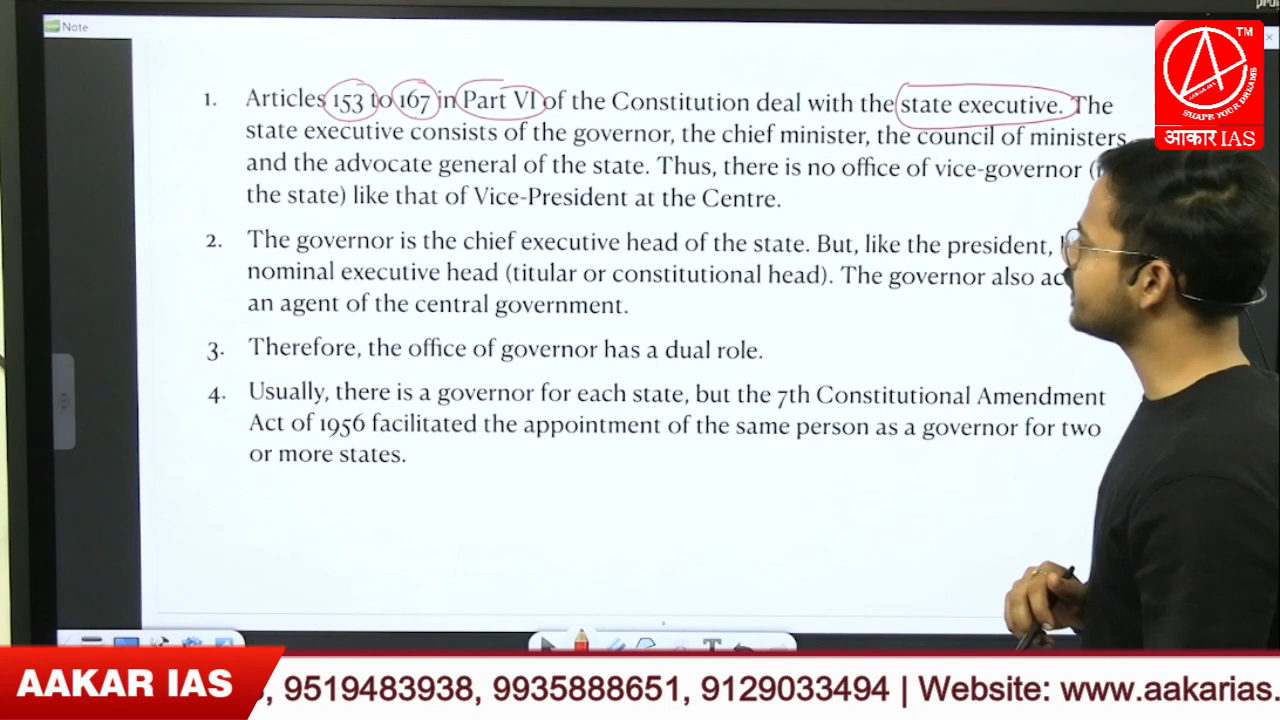 Note
1. Articles 153 to 167 in Part VI of the Constitution deal with the state executive. The
state executive consists of the governor, the chief minister, the council of ministers
and the advocate general of the state. Thus, there is no office of vice-governor (
the state) like that of Vice-President at the Centre.
2. The governor is the chief executive head of the state. But, like the president,
nominal executive head (titular or constitutional head). The governor also ac
an agent of the central government.
3. Therefore, the office of governor has a dual role.
4. Usually, there is a governor for each state, but the 7th Constitutional Amendment
Act of 1956 facilitated the appointment of the same person as a governor for two
or more states.
TM
SHAPE YOUR DREAMS
आकार IAS
AAKAR IAS
, 9519483938, 9935888651, 9129033494 | Website: www.aakarias.